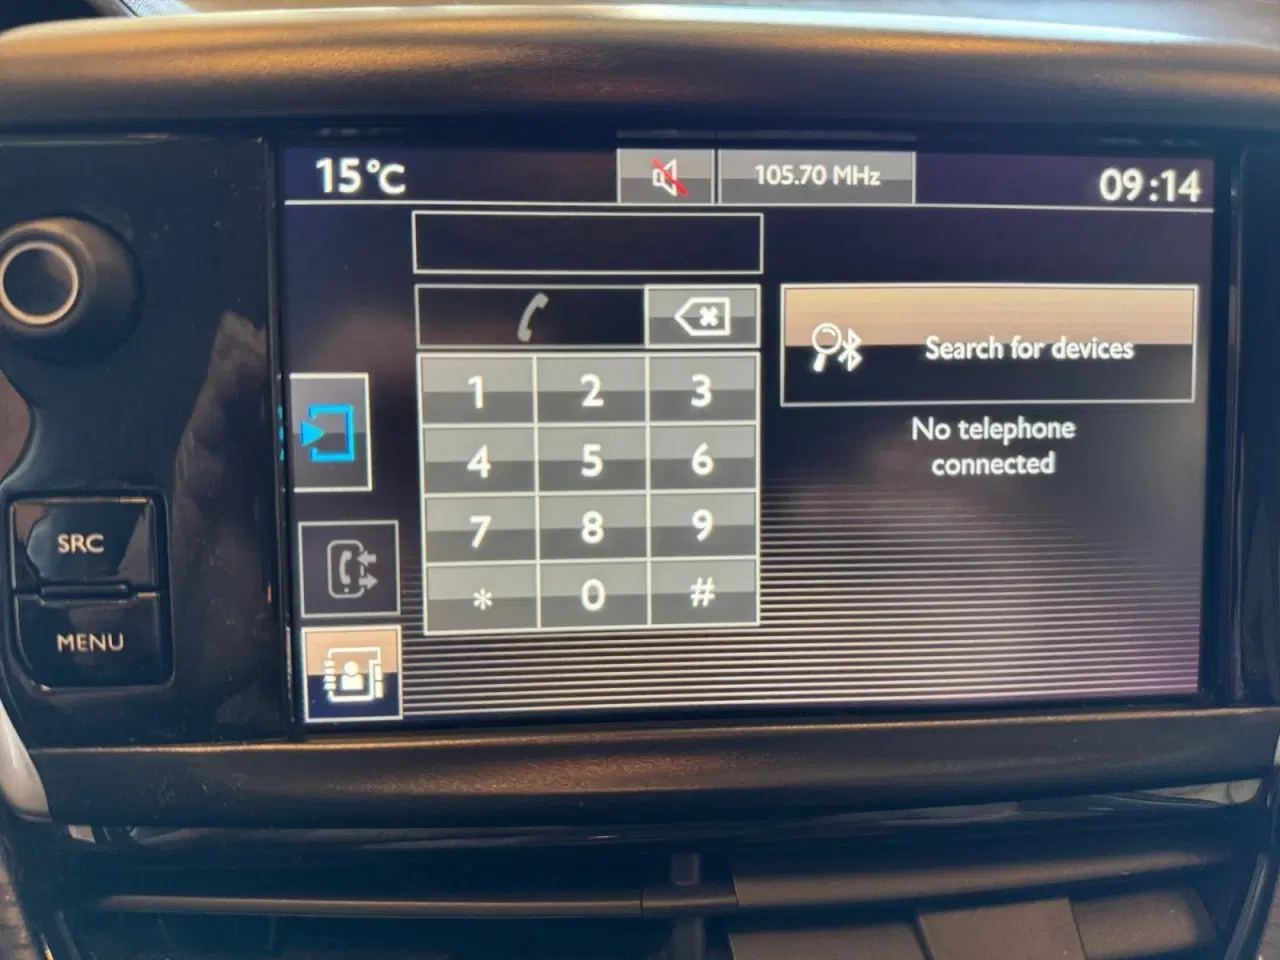 15°C
105.70 MHz
09:14
Search for devices
No telephone
connected
1 2 3
4 5 6
7 8 9
* 0 #
SRC
MENU